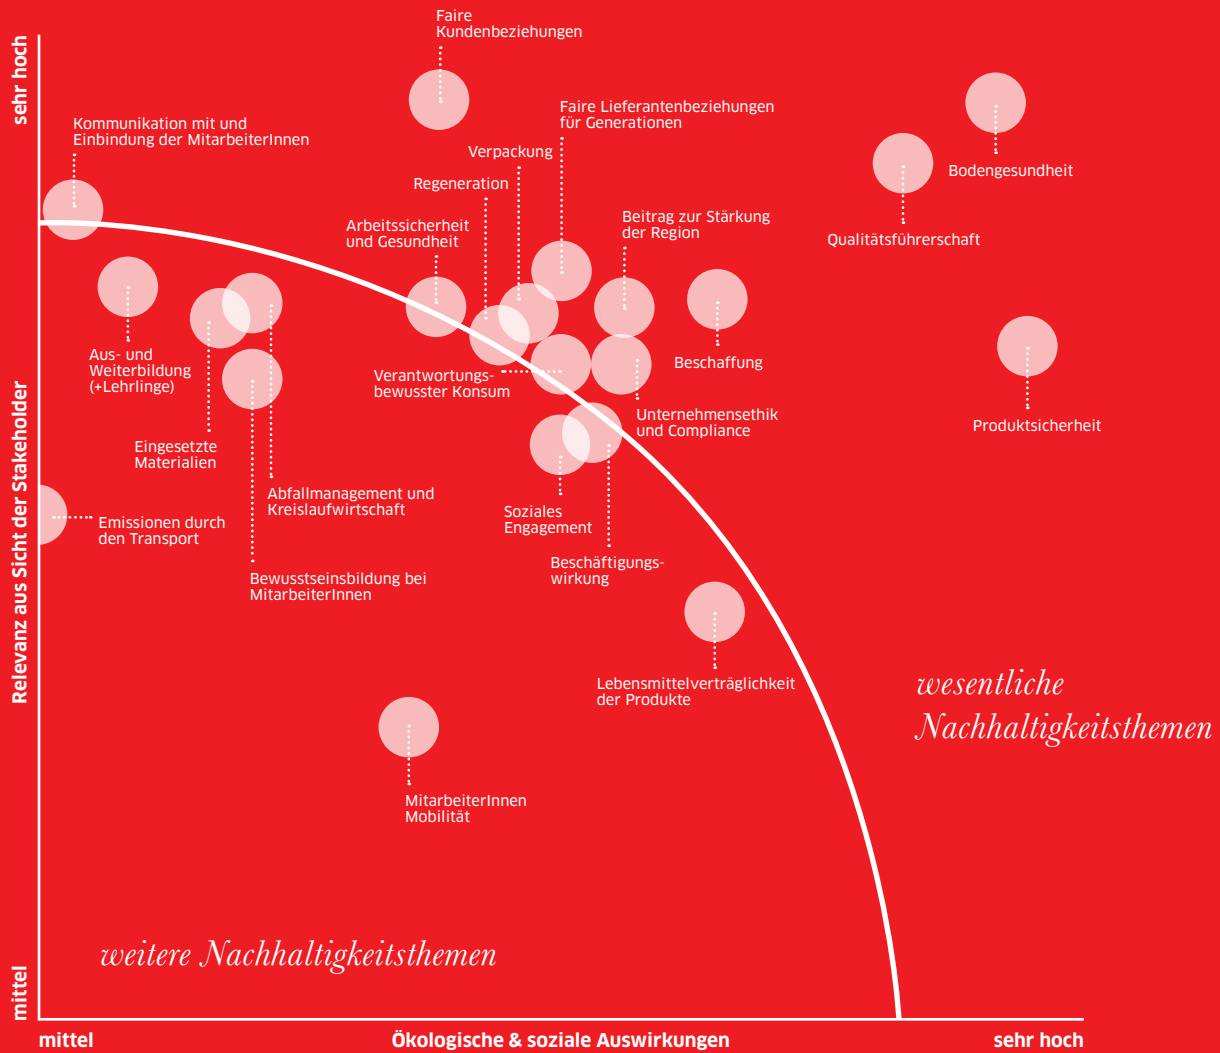 Faire
Kundenbeziehungen
sehr hoch
Faire Lieferantenbeziehungen
für Generationen
Kommunikation mit und
Einbindung der MitarbeiterInnen
Verpackung
Bodengesundheit
Regeneration
Beitrag zur Stärkung
der Region
Arbeitssicherheit
und Gesundheit
Qualitätsführerschaft
Aus- und
Weiterbildung
(+Lehrlinge)
Beschaffung
Verantwortungs-
bewusster Konsum
Unternehmensethik
und Compliance
Produktsicherheit
Eingesetzte
Materialien
Abfallmanagement und
Kreislaufwirtschaft
Soziales
Engagement
Emissionen durch
den Transport
Relevanz aus Sicht der Stakeholder
Beschäftigungs-
wirkung
Bewusstseinsbildung bei
MitarbeiterInnen
Lebensmittelverträglichkeit
der Produkte
wesentliche
Nachhaltigkeitsthemen
MitarbeiterInnen
Mobilität
weitere Nachhaltigkeitsthemen
mittel
mittel
Ökologische & soziale Auswirkungen
sehr hoch